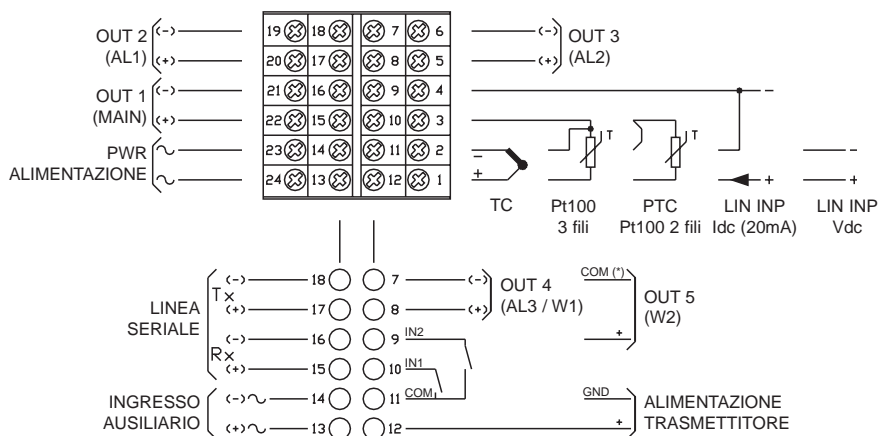 OUT 2 (-) 19 18 7 6 (-) OUT 3
(AL1) (+) 20 17 8 5 (+) (AL2)
OUT 1 (-) 21 16 9 4 -
(MAIN) (+) 22 15 10 3 T T
PWR 23 14 11 2 - -
ALIMENTAZIONE 24 13 12 1 + + +
TC Pt100 PTC LIN INP LIN INP
3 fili Pt100 2 fili Idc (20mA) Vdc
(-) 18 7 (-) OUT 4 COM (*) OUT 5
Tx (+) 17 8 (+) (AL3 / W1) (W2)
LINEA
SERIALE
(-) 16 9 IN2 +
Rx (+) 15 10 IN1
INGRESSO (-) 14 11 COM GND ALIMENTAZIONE
AUSILIARIO (+) 13 12 + TRASMETTITORE